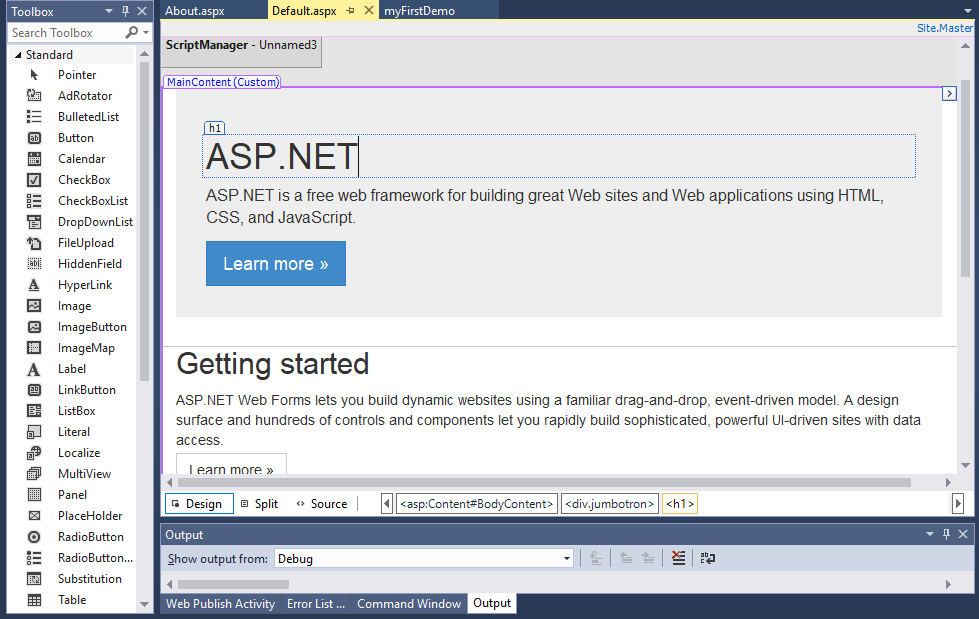 Toolbox
Search Toolbox
Standard
Pointer
AdRotator
BulletedList
Button
Calendar
CheckBox
CheckBoxList
DropDownList
FileUpload
HiddenField
HyperLink
Image
ImageButton
ImageMap
Label
LinkButton
ListBox
Literal
Localize
MultiView
Panel
PlaceHolder
RadioButton
RadioButton...
Substitution
Table
About.aspx Default.aspx myFirstDemo
Site.Master
ScriptManager - Unnamed3
MainContent (Custom)
h1
ASP.NET
ASP.NET is a free web framework for building great Web sites and Web applications using HTML,
CSS, and JavaScript.
Learn more »
Getting started
ASP.NET Web Forms lets you build dynamic websites using a familiar drag-and-drop, event-driven model. A design
surface and hundreds of controls and components let you rapidly build sophisticated, powerful UI-driven sites with data
access.
Learn more »
Design Split Source <asp:Content#BodyContent> <div.jumbotron> <h1>
Output
Show output from: Debug
Web Publish Activity Error List ... Command Window Output